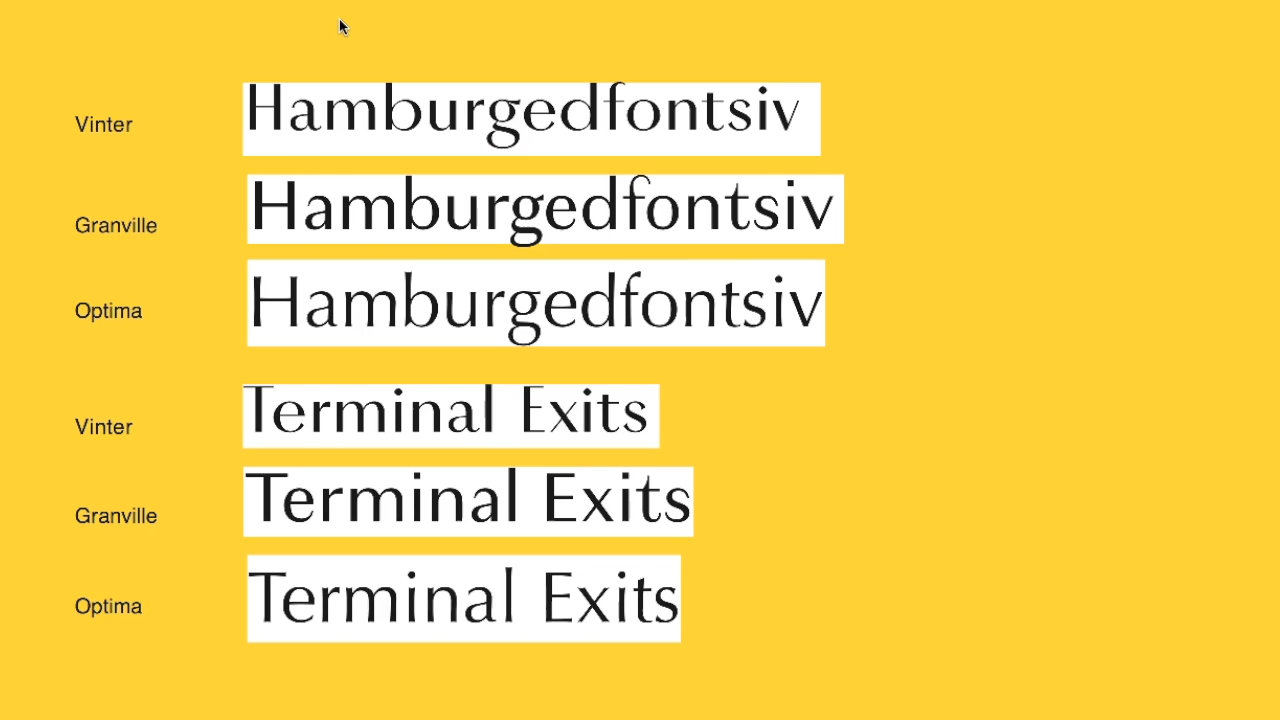 Vinter Hamburgedfontsiv
Granville Hamburgedfontsiv
Optima Hamburgedfontsiv
Vinter Terminal Exits
Granville Terminal Exits
Optima Terminal Exits